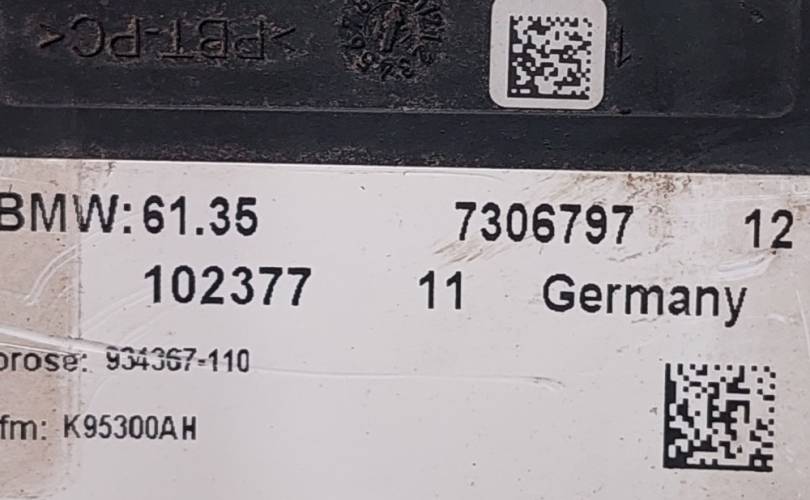 >PBT-PC<
BMW: 61.35 7306797 12
102377 11 Germany
brose: 934367-110
fm: K95300AH